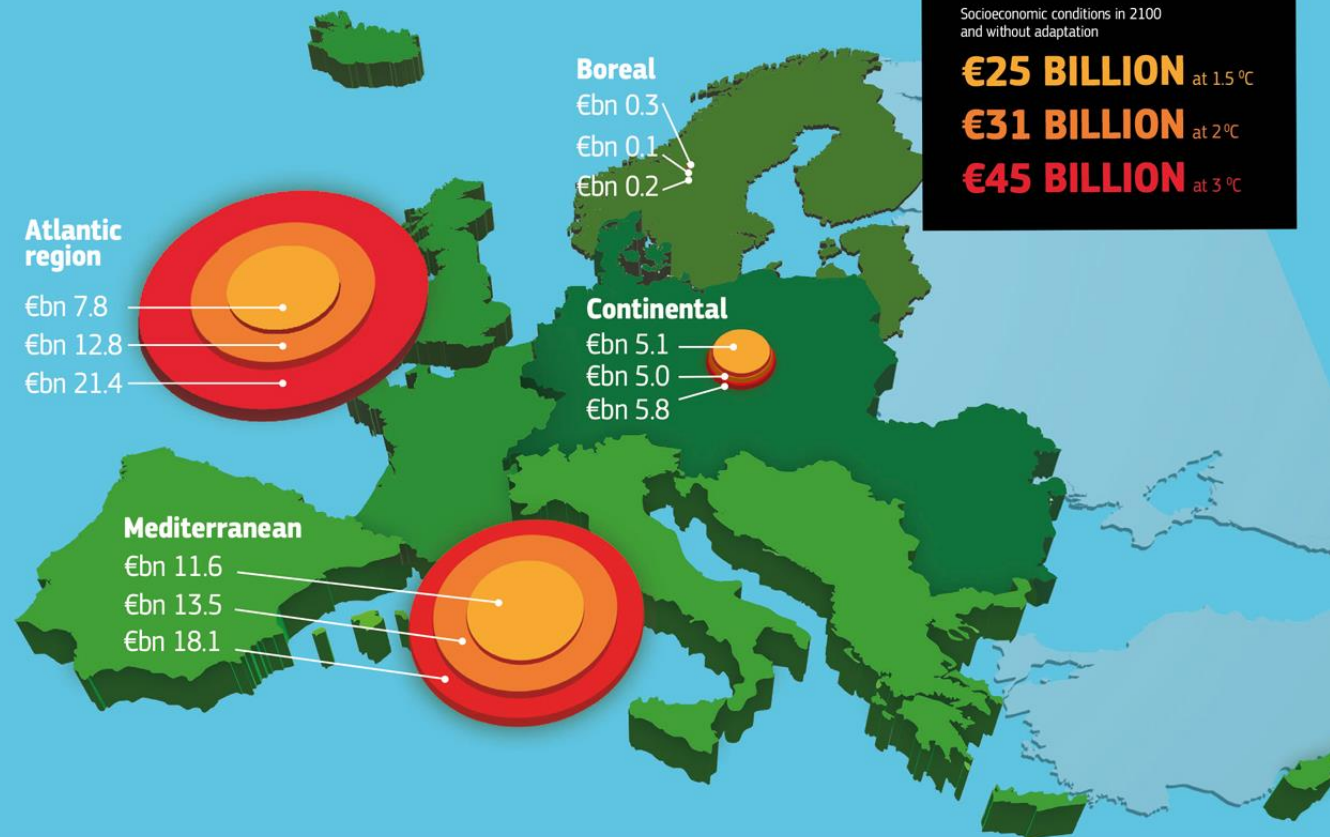 Socioeconomic conditions in 2100
and without adaptation
€25 BILLION at 1.5 ºC
€31 BILLION at 2ºC
€45 BILLION at 3 ºC
Boreal
€bn 0.3
€bn 0.1
€bn 0.2
Atlantic
region
€bn 7.8
€bn 12.8
€bn 21.4
Continental
€bn 5.1
€bn 5.0
€bn 5.8
Mediterranean
€bn 11.6
€bn 13.5
€bn 18.1